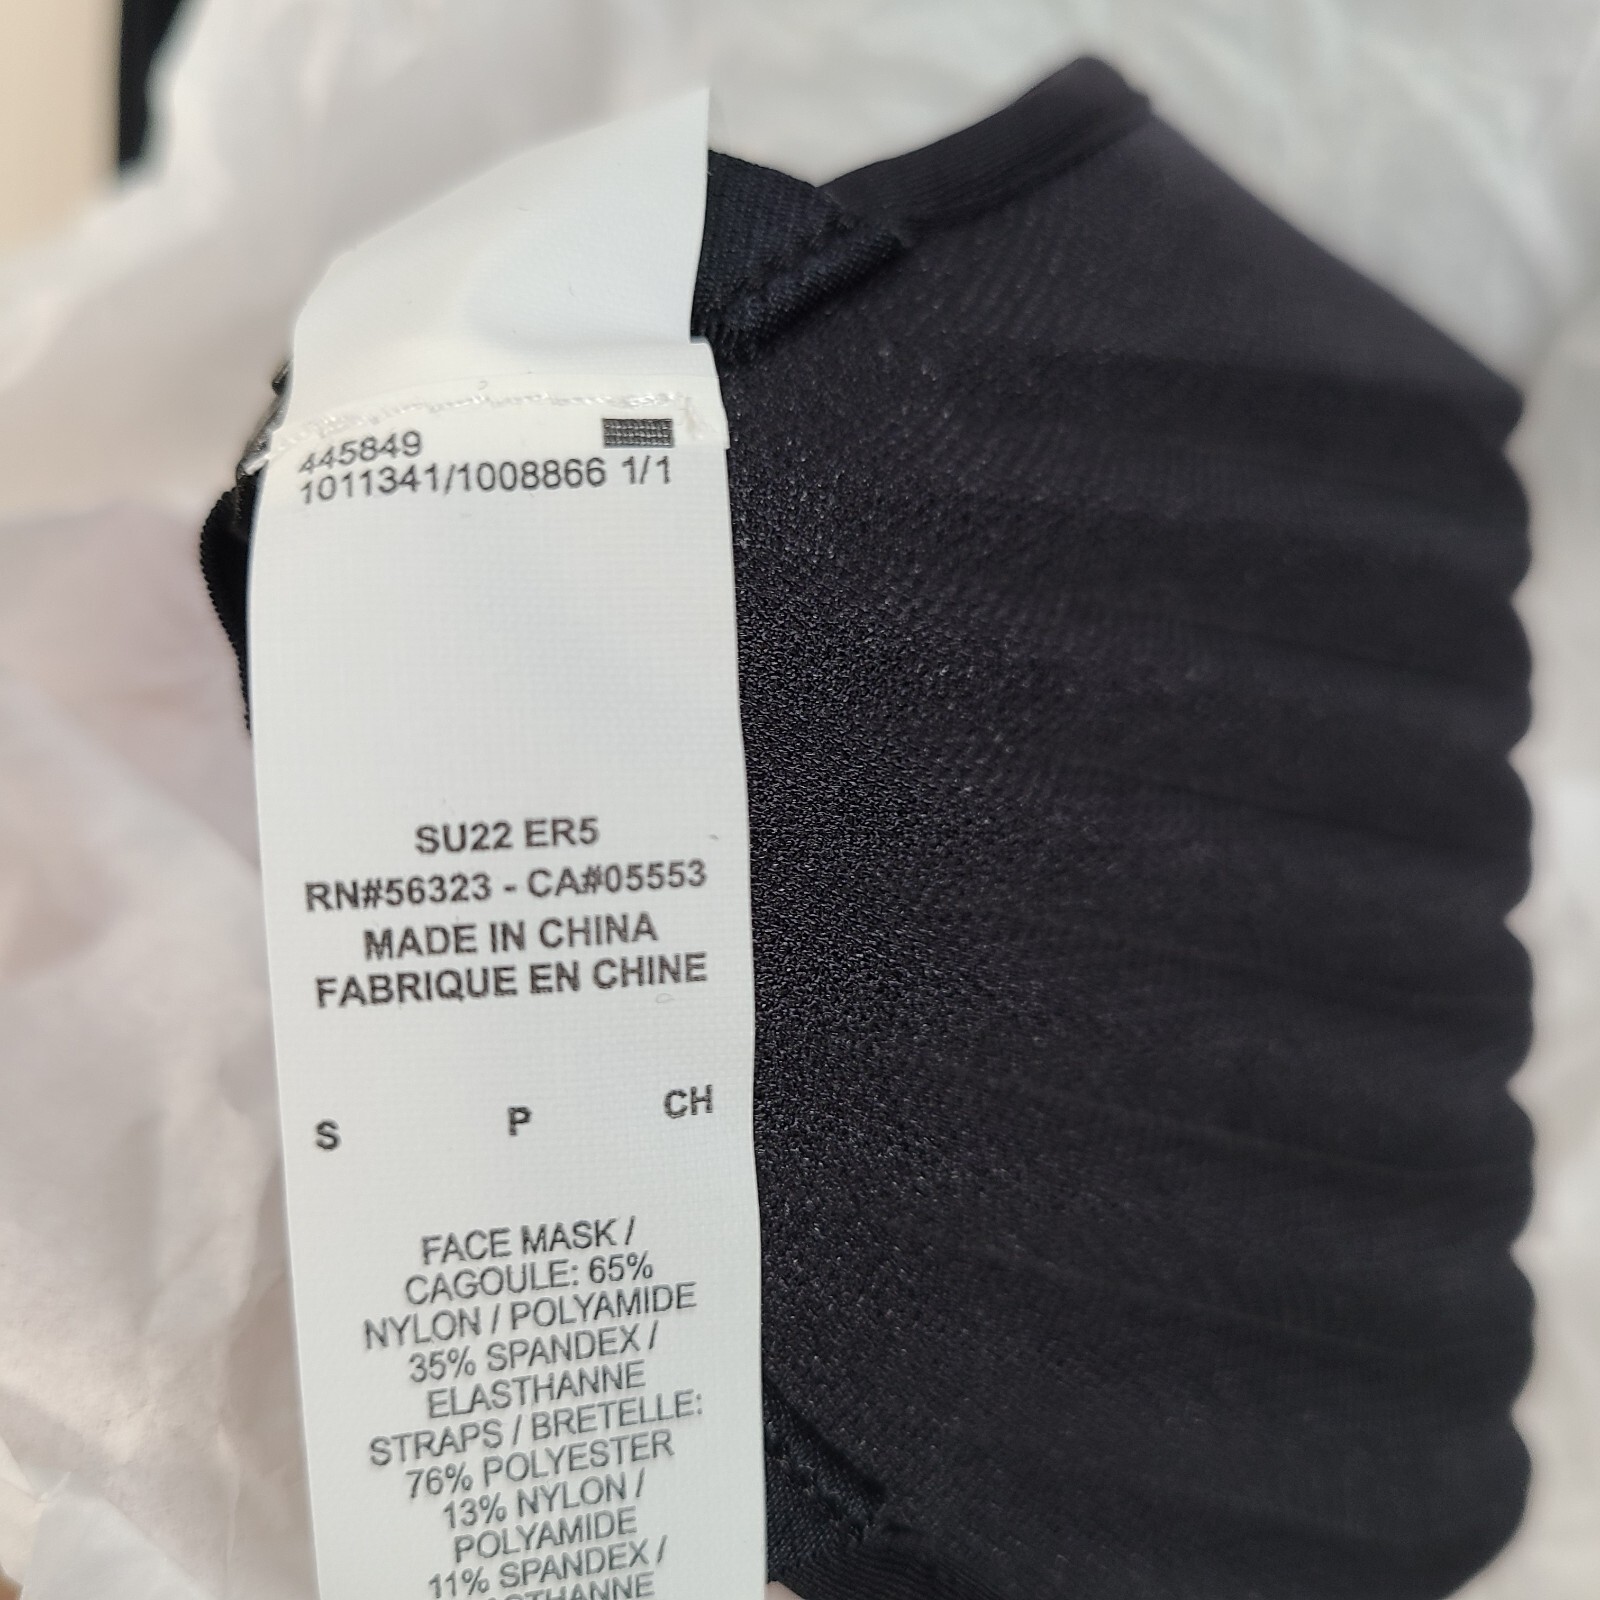 445849
1011341/1008866 1/1
SU22 ER5
RN#56323 - CA#05553
MADE IN CHINA
FABRIQUE EN CHINE
S P CH
FACE MASK /
CAGOULE: 65%
NYLON / POLYAMIDE
35% SPANDEX /
ELASTHANNE
STRAPS / BRETELLE:
76% POLYESTER
13% NYLON /
POLYAMIDE
11% SPANDEX /